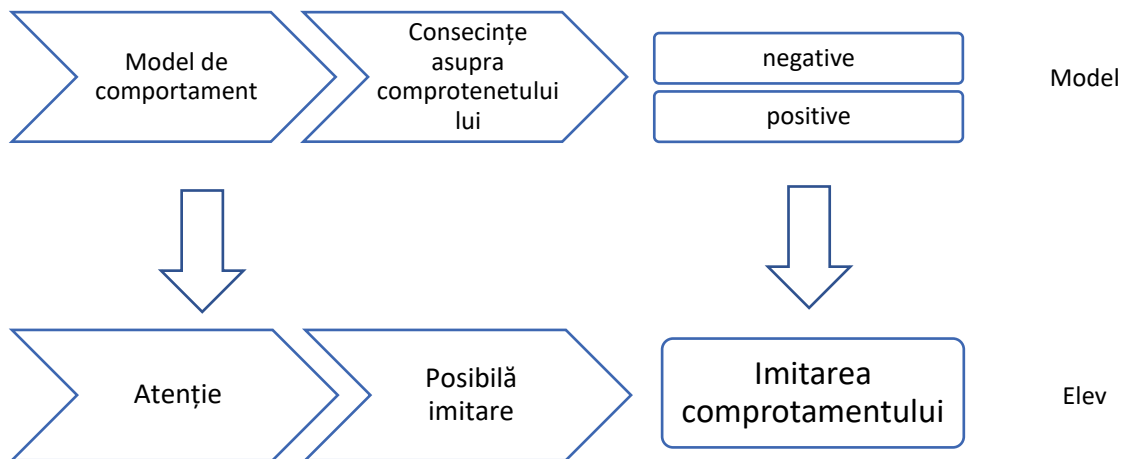 Model de
comportament
Consecințe
asupra
comprotenetului
lui
negative
positive
Model
Atenție
Posibilă
imitare
Imitarea
comprotamentului
Elev